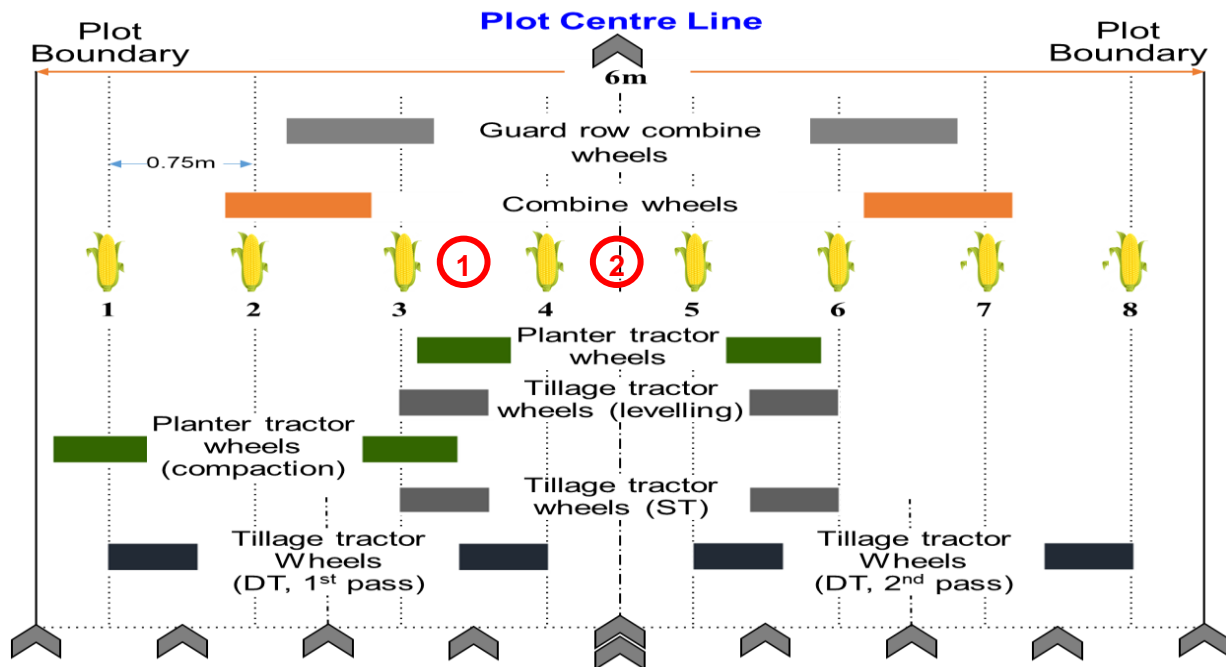 Plot Centre Line
Plot
Boundary
Plot
Boundary
6m
Guard row combine
wheels
0.75m
Combine wheels
1
2
1
2
3
4
5
6
7
8
Planter tractor
wheels
Tillage tractor
wheels (levelling)
Planter tractor
wheels
(compaction)
Tillage tractor
wheels (ST)
Tillage tractor
Wheels
(DT, 1st pass)
Tillage tractor
Wheels
(DT, 2nd pass)